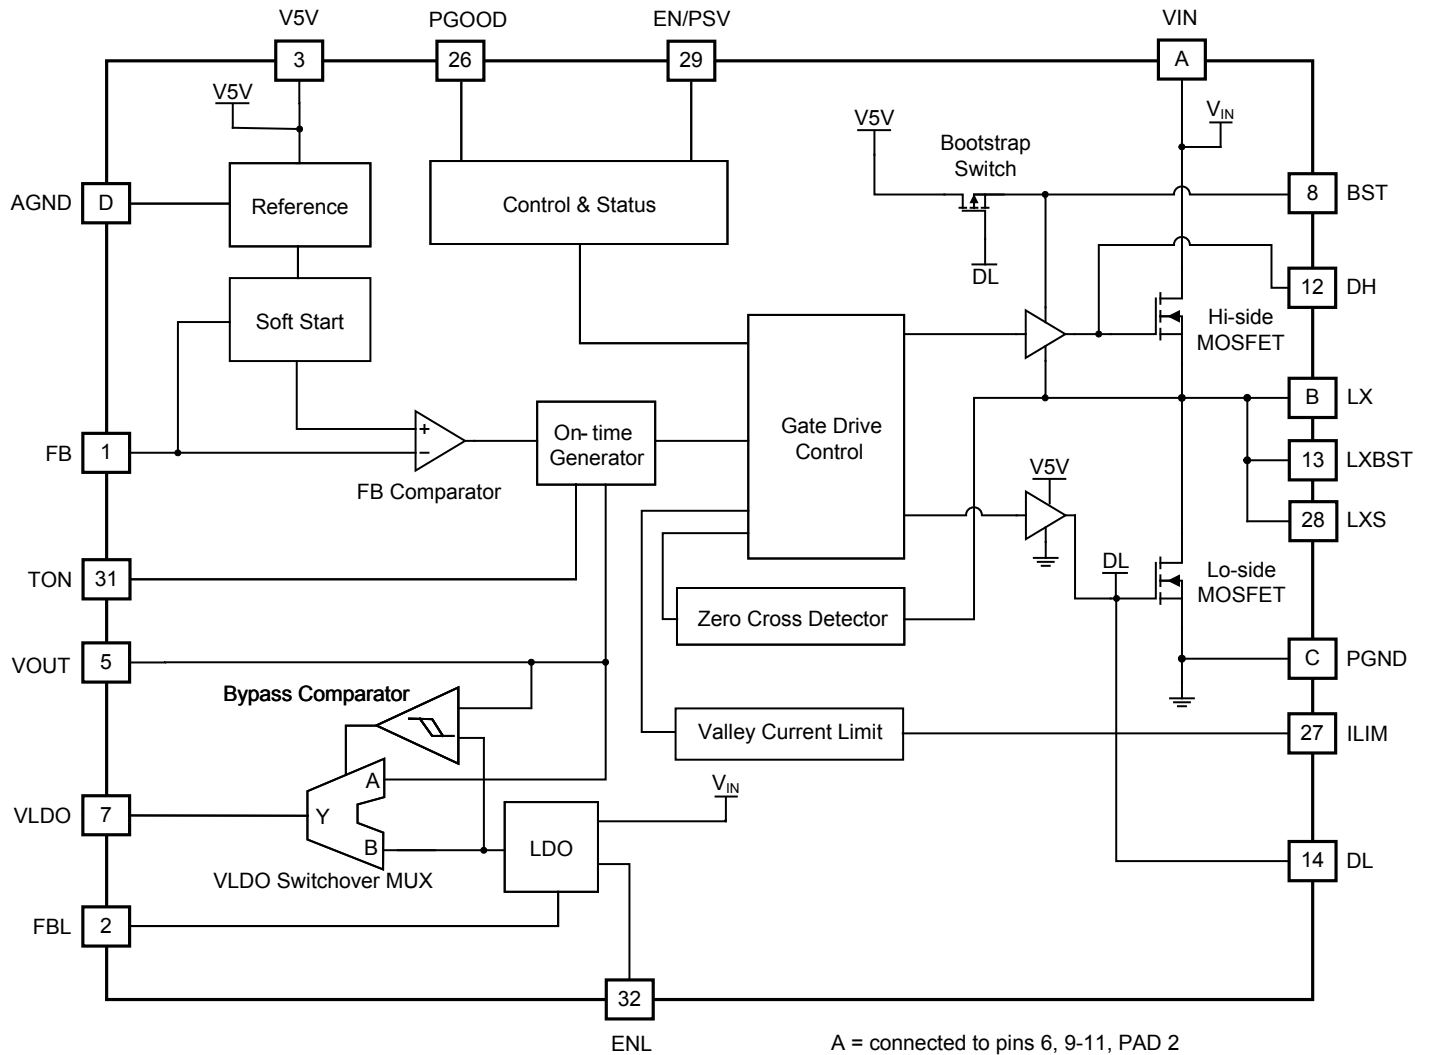 V5V
PGOOD
EN/PSV
VIN
3
26
29
A
V5V
V5V
VIN
Bootstrap
Switch
AGND
D
Reference
Control & Status
8
BST
DL
12
DH
Soft Start
Hi-side
MOSFET
B
LX
FB
1
+
−
On- time
Generator
Gate Drive
Control
FB Comparator
13
LXBST
V5V
28
LXS
TON
31
DL
Lo-side
MOSFET
Zero Cross Detector
VOUT
5
C
PGND
Bypass Comparator
Valley Current Limit
27
ILIM
A
VIN
VLDO
7
Y
B
LDO
14
DL
VLDO Switchover MUX
FBL
2
32
ENL
A = connected to pins 6, 9-11, PAD 2